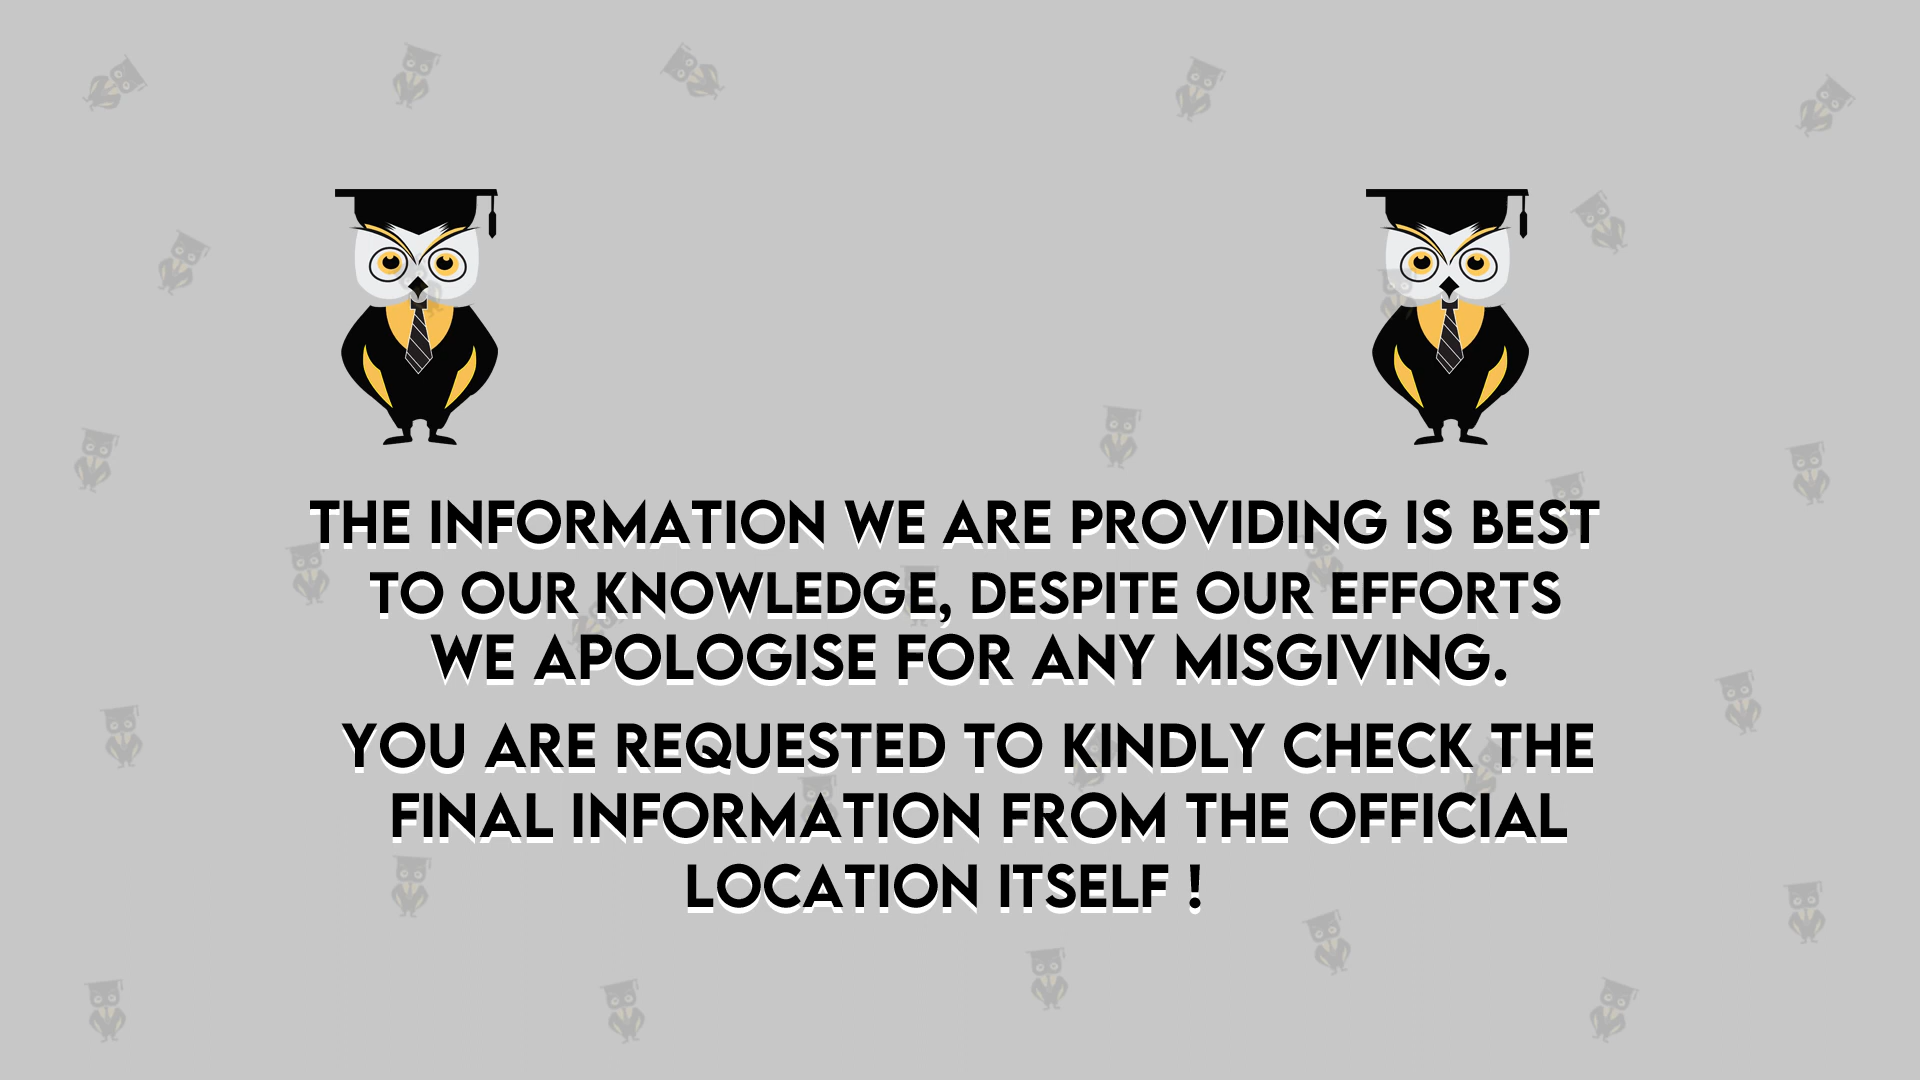 THE INFORMATION WE ARE PROVIDING IS BEST
TO OUR KNOWLEDGE, DESPITE OUR EFFORTS
WE APOLOGISE FOR ANY MISGIVING.
YOU ARE REQUESTED TO KINDLY CHECK THE
FINAL INFORMATION FROM THE OFFICIAL
LOCATION ITSELF !